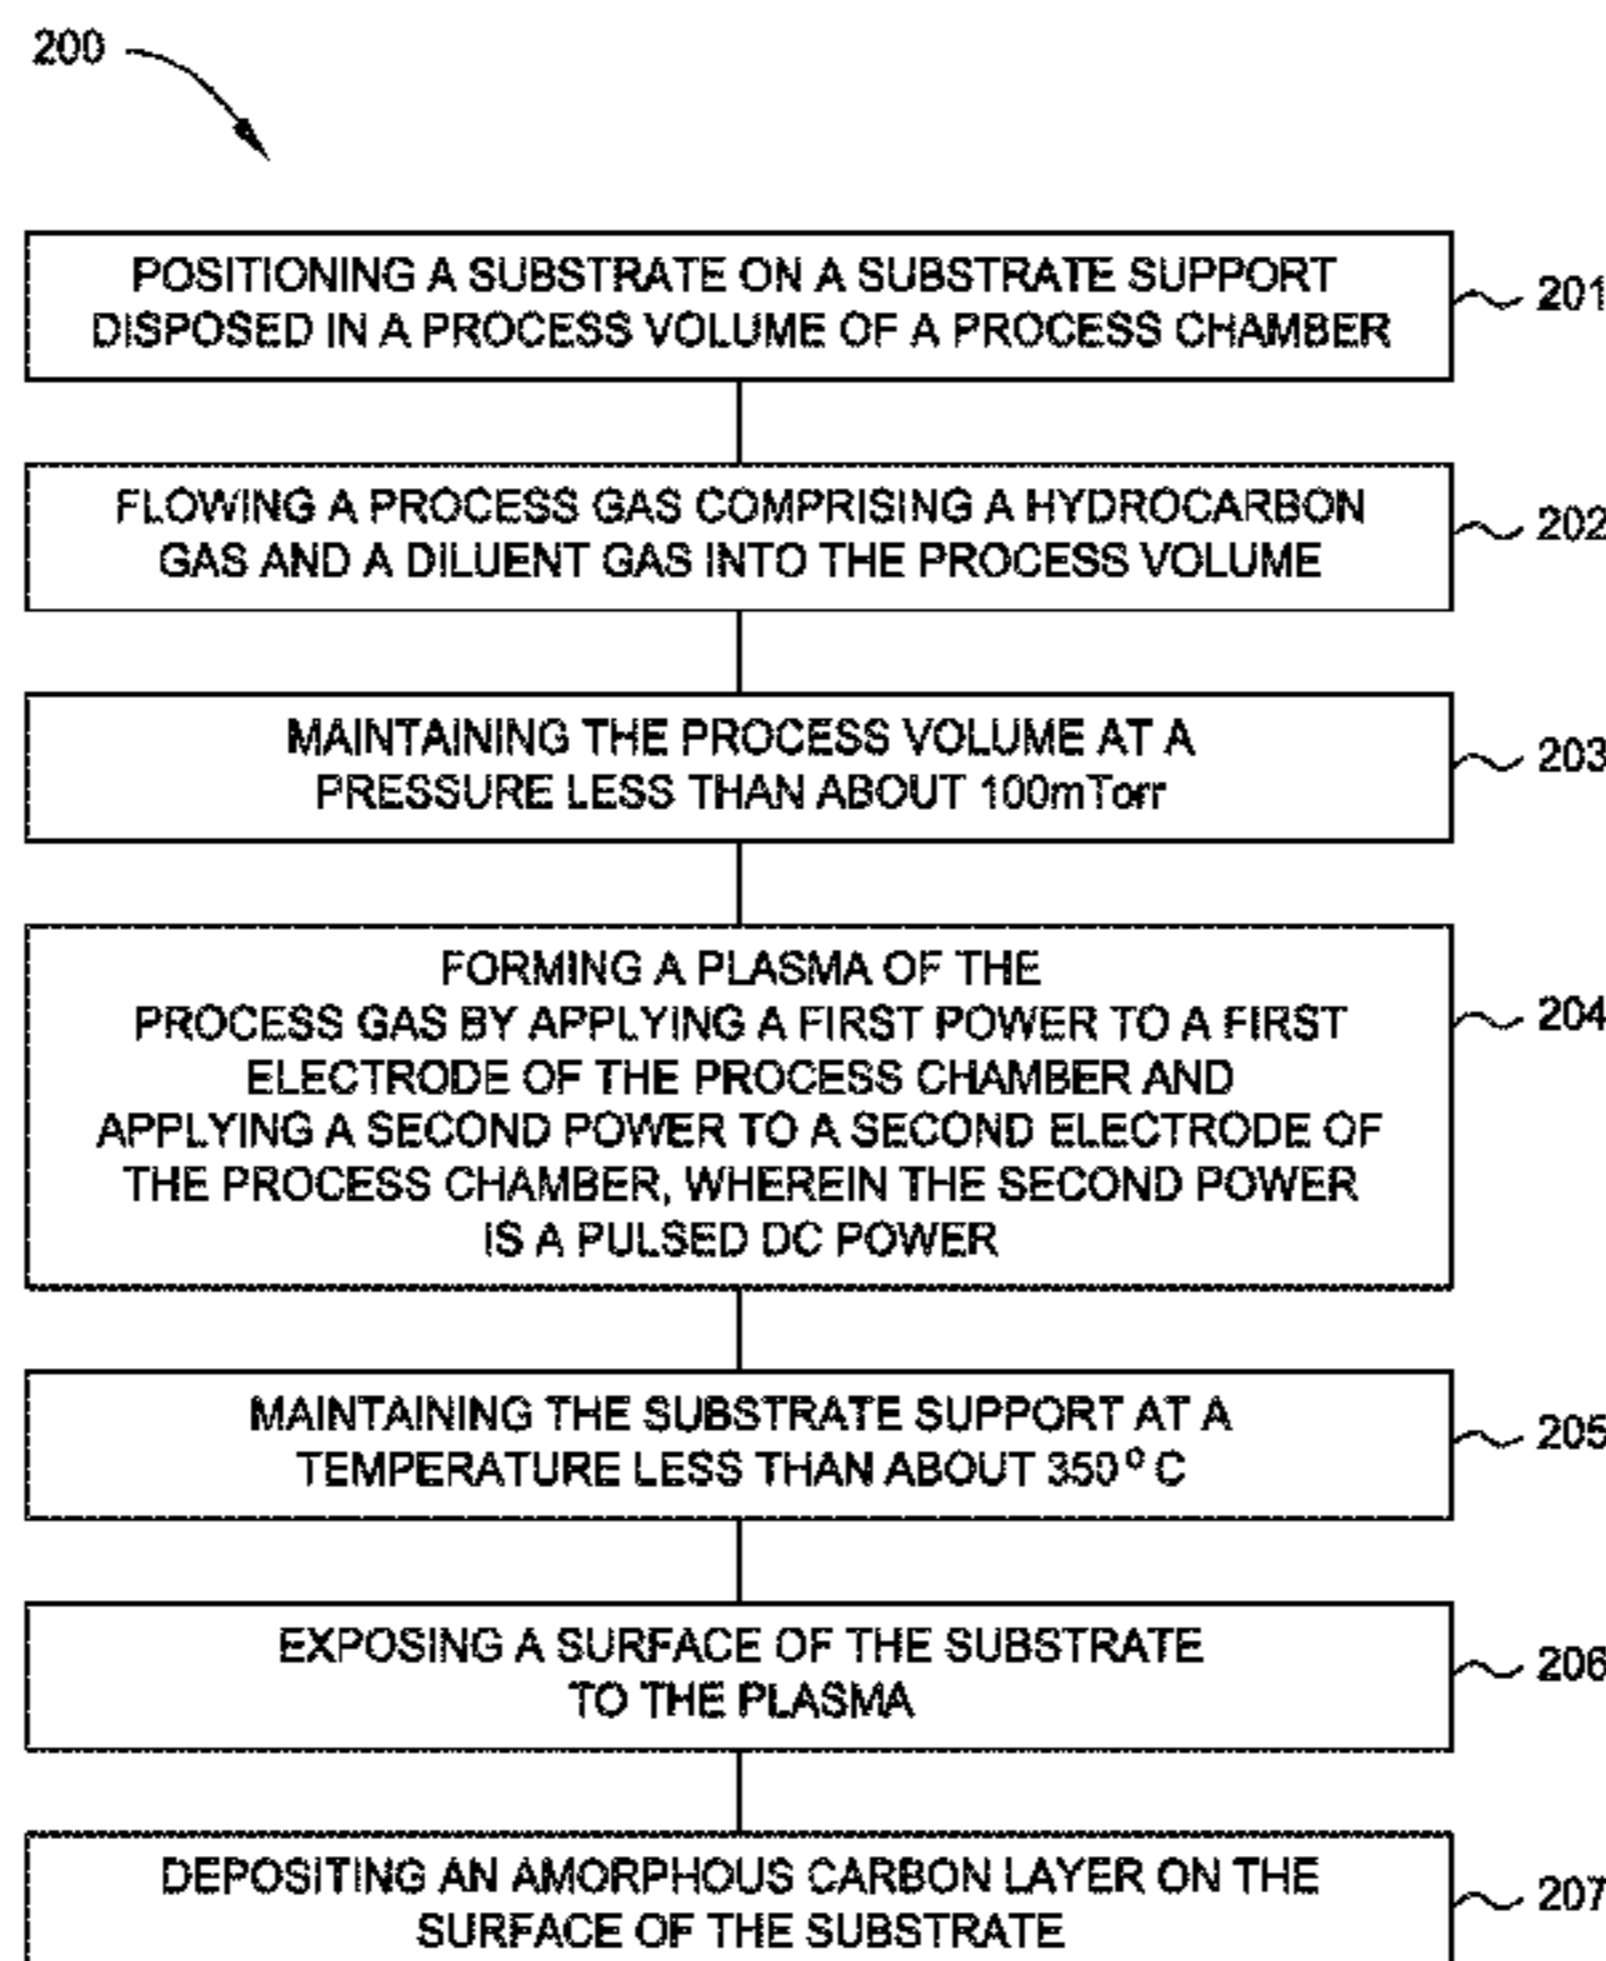 200
POSITIONING A SUBSTRATE ON A SUBSTRATE SUPPORT
DISPOSED IN A PROCESS VOLUME OF A PROCESS CHAMBER
201
FLOWING A PROCESS GAS COMPRISING A HYDROCARBON
GAS AND A DILUENT GAS INTO THE PROCESS VOLUME
202
MAINTAINING THE PROCESS VOLUME AT A
PRESSURE LESS THAN ABOUT 100mTorr
203
FORMING A PLASMA OF THE
PROCESS GAS BY APPLYING A FIRST POWER TO A FIRST
ELECTRODE OF THE PROCESS CHAMBER AND
APPLYING A SECOND POWER TO A SECOND ELECTRODE OF
THE PROCESS CHAMBER, WHEREIN THE SECOND POWER
IS A PULSED DC POWER
204
MAINTAINING THE SUBSTRATE SUPPORT AT A
TEMPERATURE LESS THAN ABOUT 350° C
205
EXPOSING A SURFACE OF THE SUBSTRATE
TO THE PLASMA
206
DEPOSITING AN AMORPHOUS CARBON LAYER ON THE
SURFACE OF THE SUBSTRATE
207